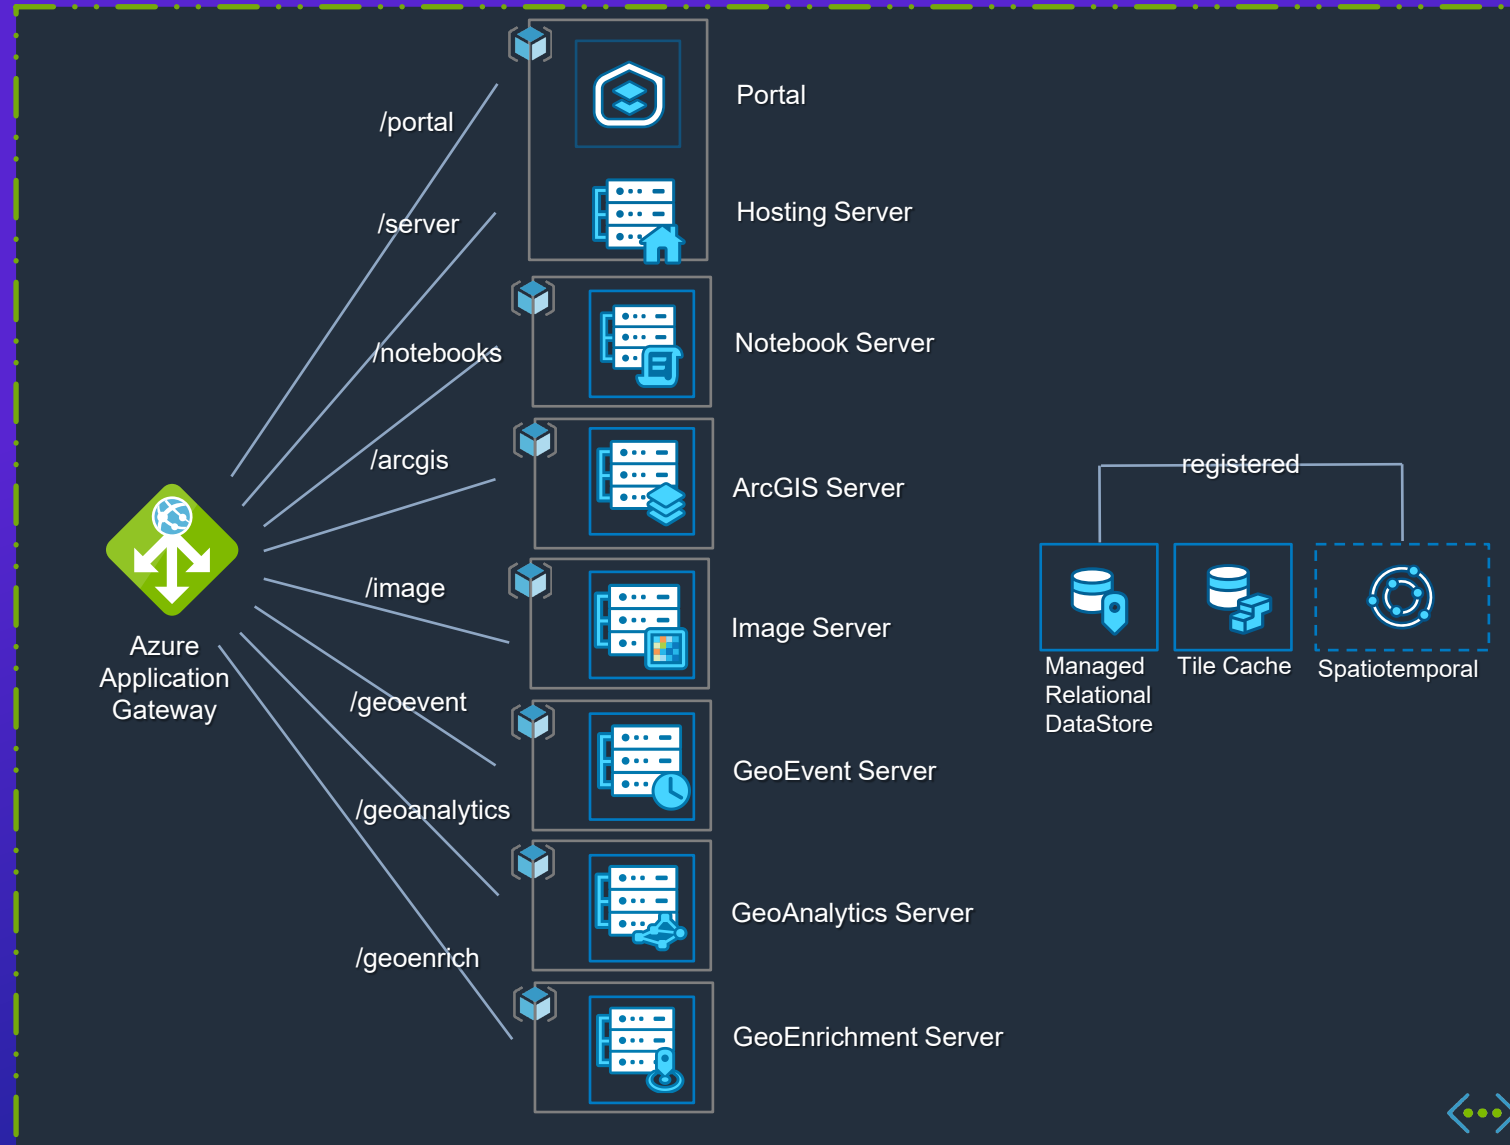 Portal
/portal
Hosting Server
/server
Notebook Server
/notebooks
/arcgis
ArcGIS Server
registered
/image
Image Server
Azure
Application
Gateway
Managed
Relational
DataStore
Tile Cache
Spatiotemporal
/geoevent
GeoEvent Server
/geoanalytics
GeoAnalytics Server
/geoenrich
GeoEnrichment Server